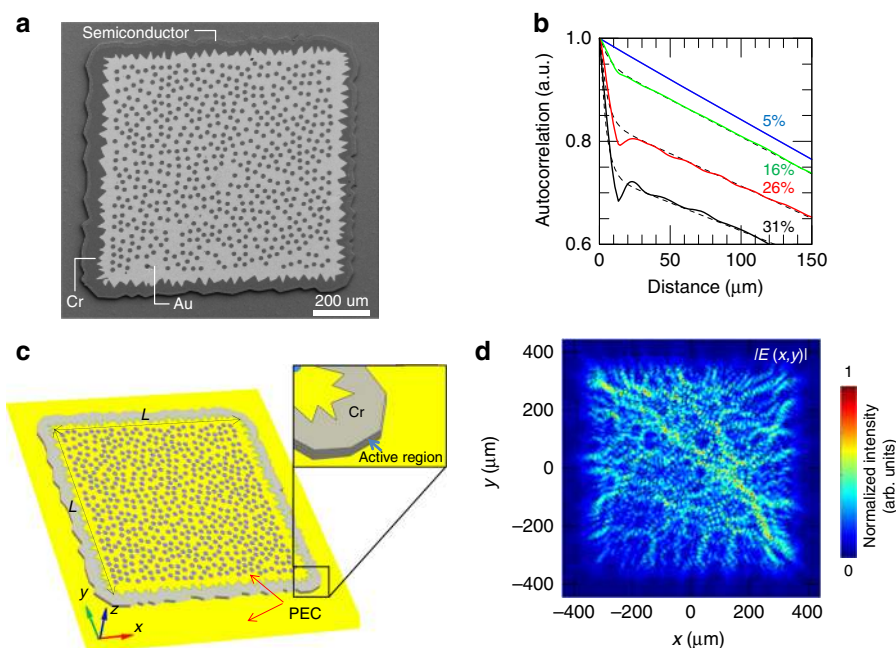 a
Semiconductor
Cr
Au
200 um
b
Autocorrelation (a.u.)
1.0
0.8
0.6
5%
16%
26%
31%
0
50
100
150
Distance (μm)
c
L
L
Cr
Active region
PEC
y
z
x
d
|E (x,y)|
y (μm)
400
200
0
−200
−400
−400
−200
0
200
400
x (μm)
1
0
Normalized intensity
(arb. units)